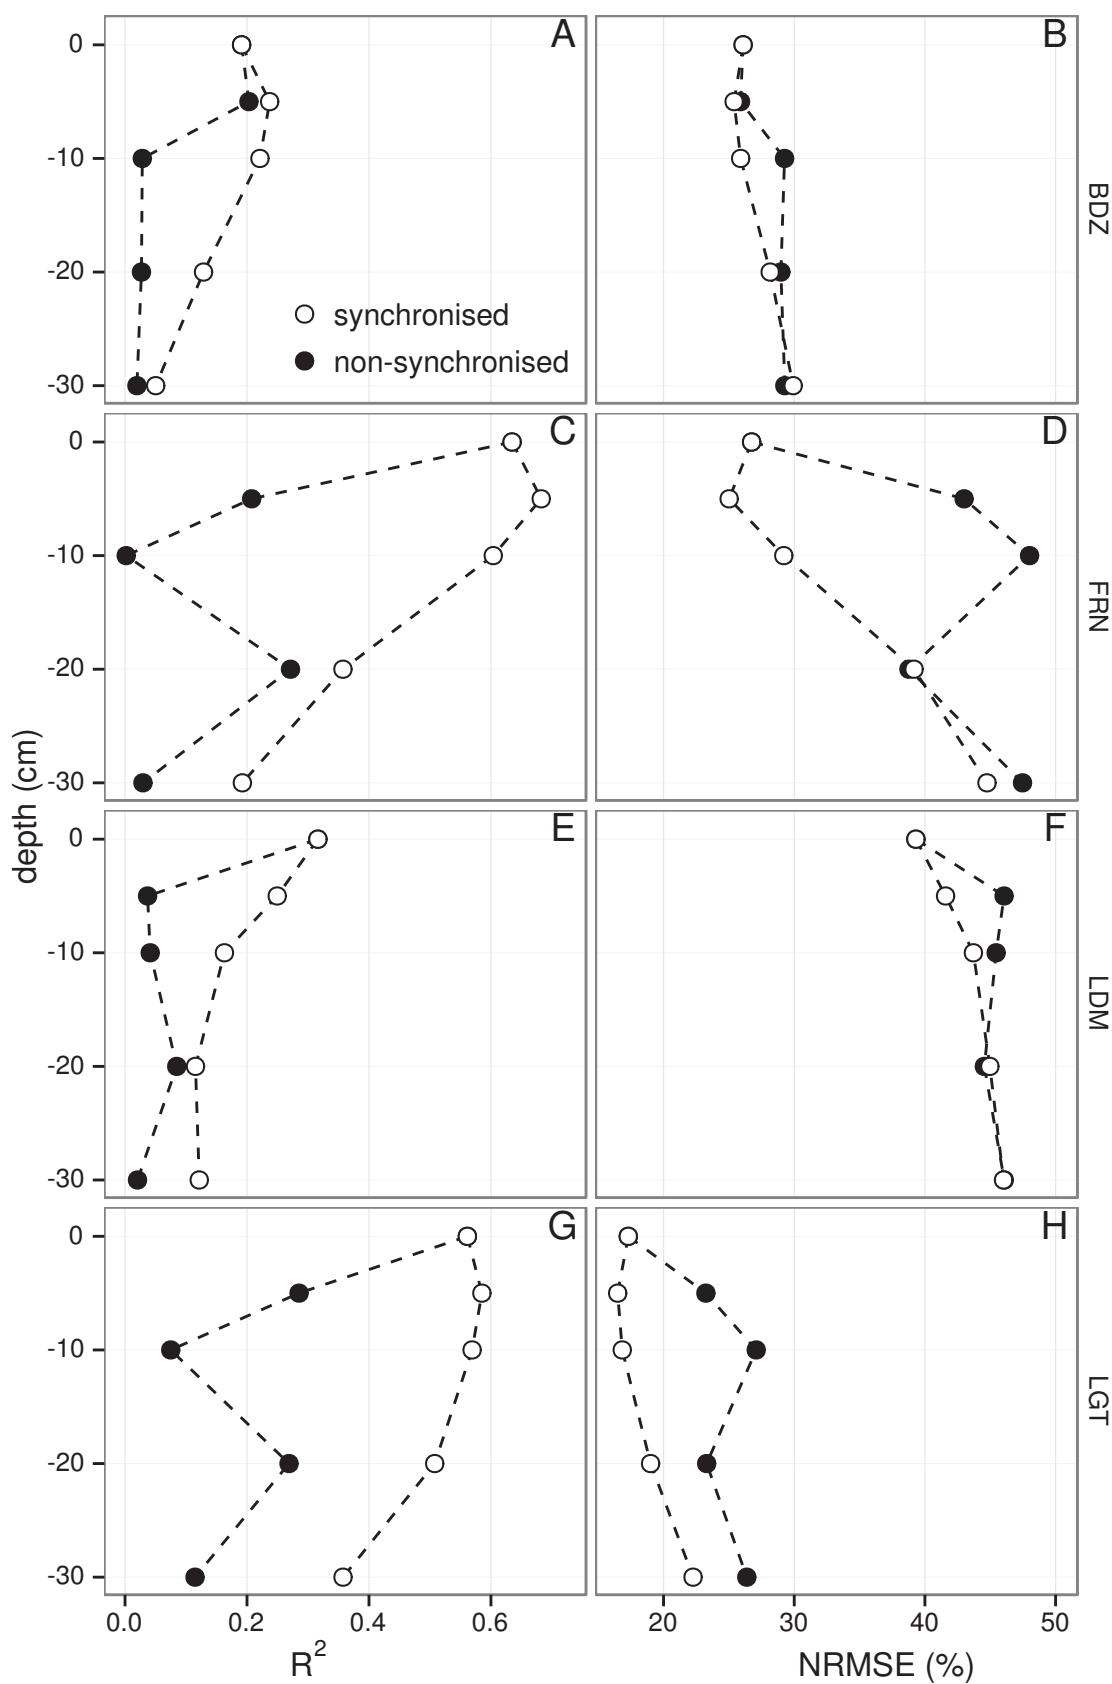 A
B
0
-10
-20
-30
BDZ
synchronised
non-synchronised
C
D
0
-10
-20
-30
FRN
depth (cm)
E
F
0
-10
-20
-30
LDM
G
H
0
-10
-20
-30
LGT
0.0 0.2 0.4 0.6
20 30 40 50
R²
NRMSE (%)